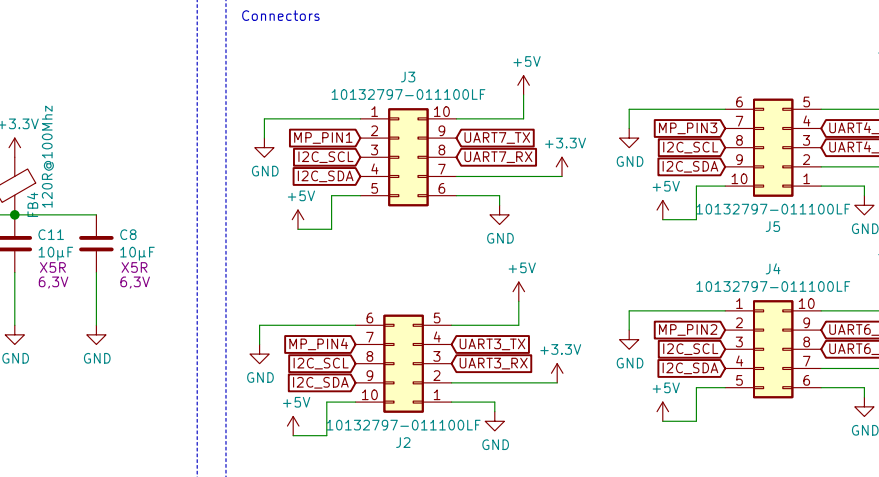 Connectors
+3.3V
120R@100Mhz
FB4
C11
10µF
X5R
6,3V
C8
10µF
X5R
6,3V
GND
GND
J3
10132797-011100LF
+5V
1
10
MP_PIN1
2
9
UART7_TX
I2C_SCL
3
8
UART7_RX
+3.3V
I2C_SDA
4
7
GND
+5V
5
6
GND
+5V
6
5
MP_PIN4
7
4
UART3_TX
I2C_SCL
8
3
UART3_RX
+3.3V
I2C_SDA
9
2
GND
+5V
10
1
10132797-011100LF
J2
GND
6
5
MP_PIN3
7
4
UART4_
I2C_SCL
8
3
UART4_
GND
I2C_SDA
9
2
+5V
10
1
10132797-011100LF
J5
GND
J4
10132797-011100LF
1
10
MP_PIN2
2
9
UART6_
I2C_SCL
3
8
UART6_
GND
I2C_SDA
4
7
+5V
5
6
GND